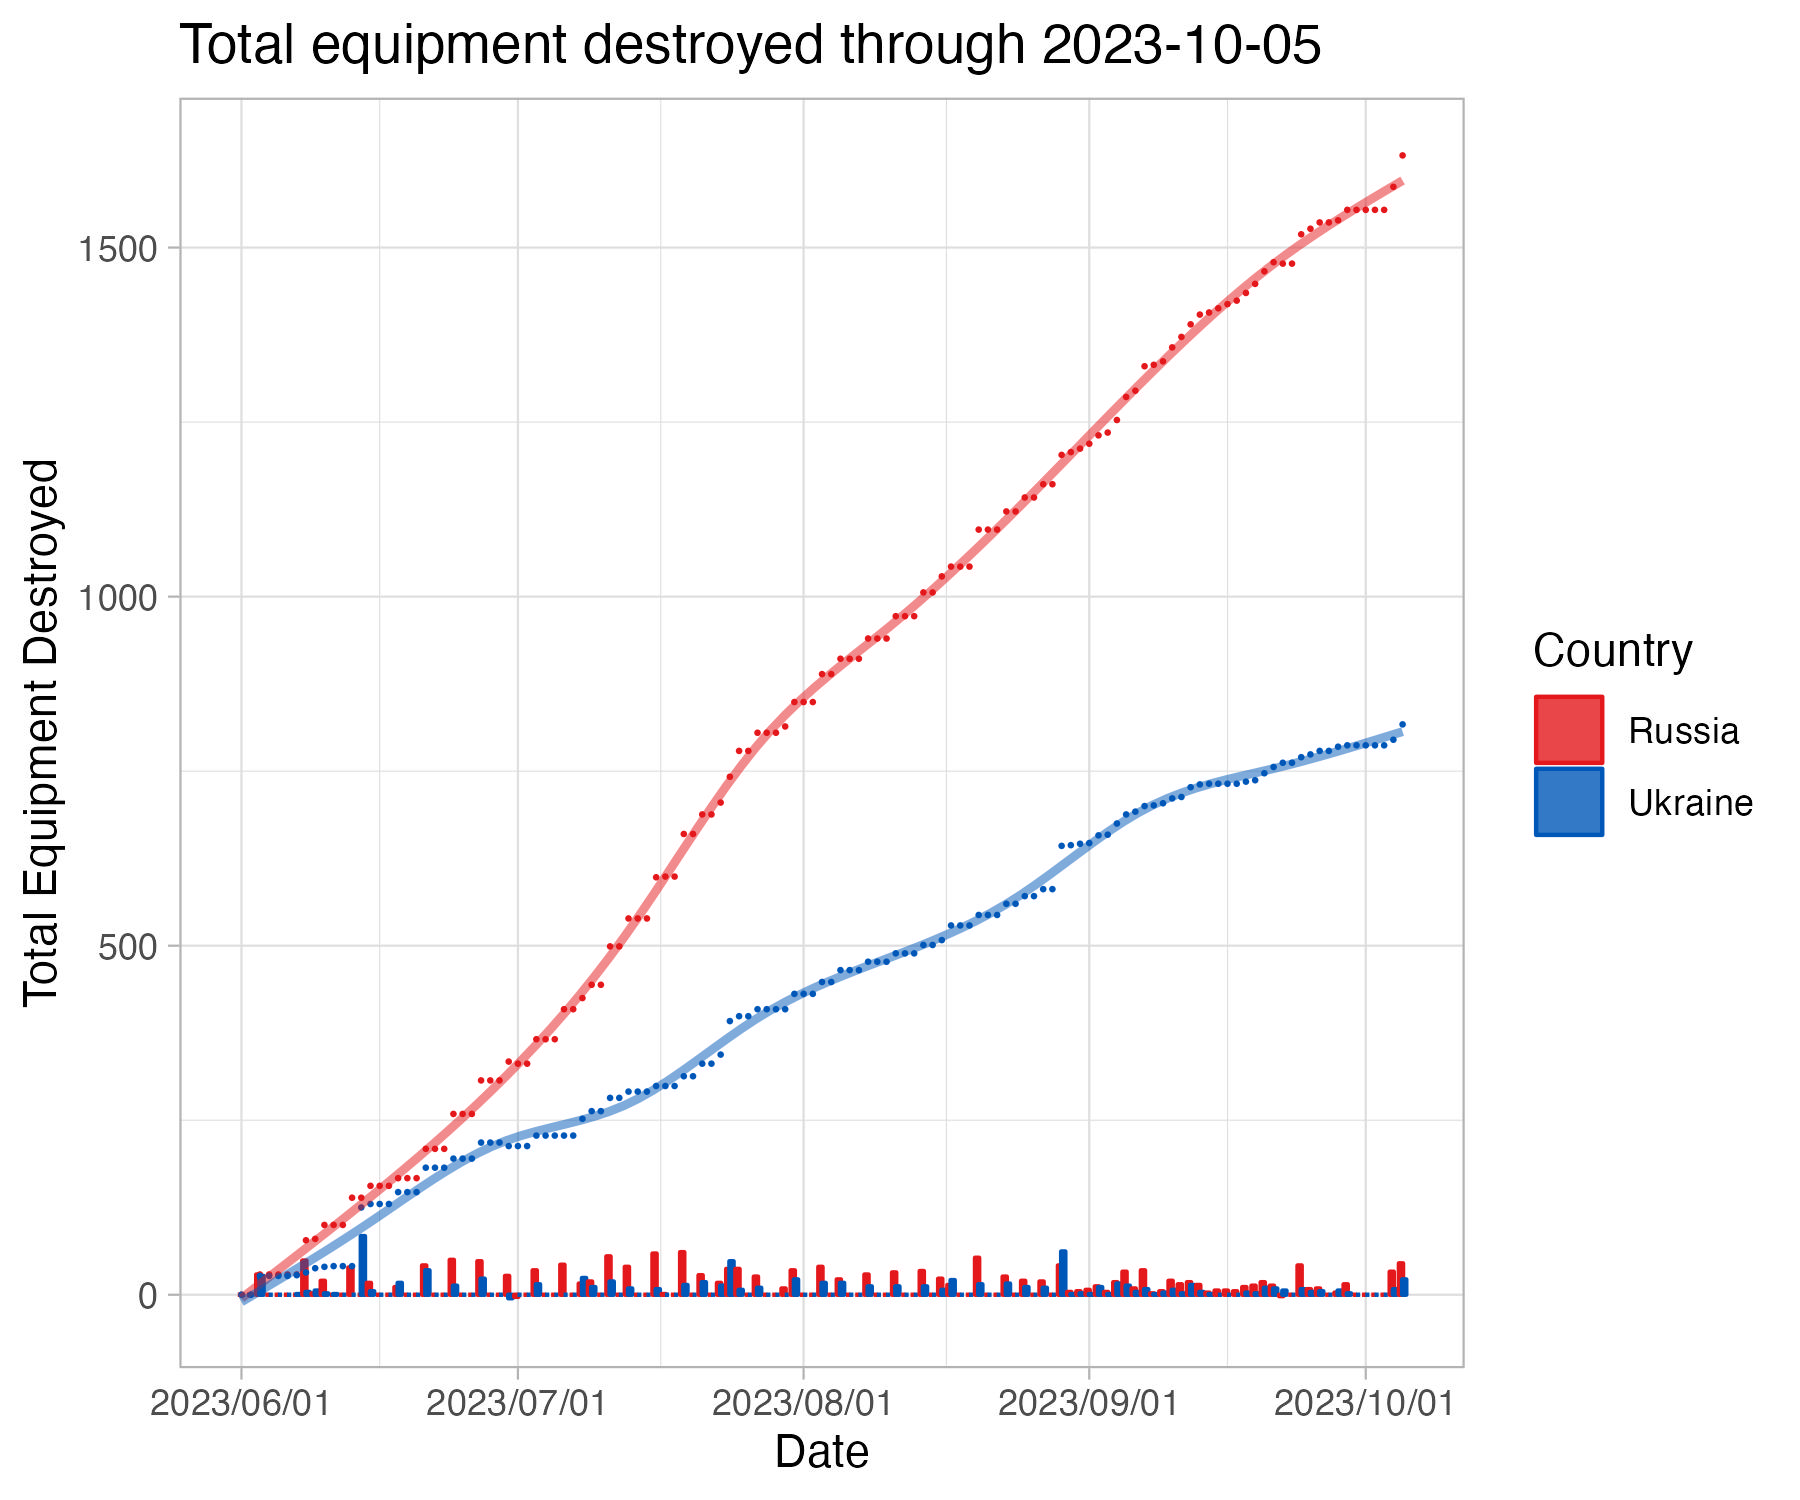 Total equipment destroyed through 2023-10-05
Total Equipment Destroyed
1500
1000
500
0
2023/06/01
2023/07/01
2023/08/01
2023/09/01
2023/10/01
Date
Country
Russia
Ukraine